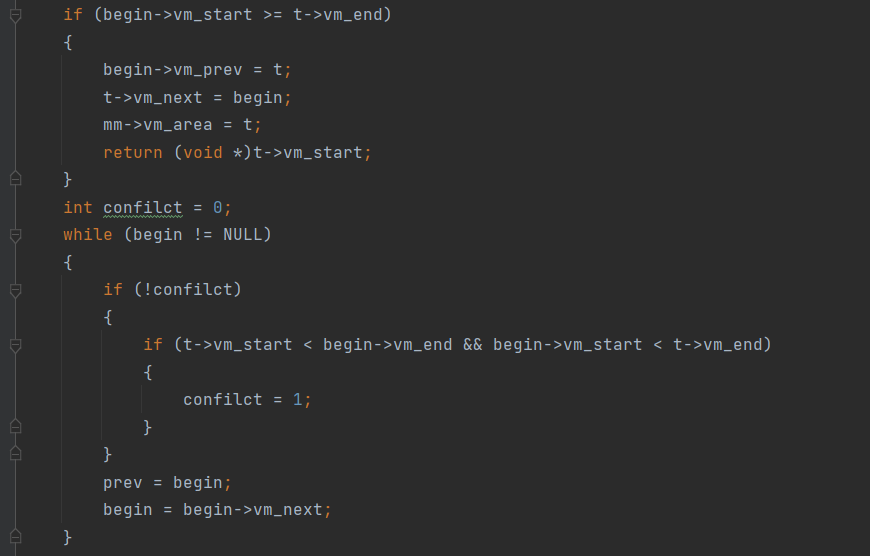 if (begin->vm_start >= t->vm_end)
{
begin->vm_prev = t;
t->vm_next = begin;
mm->vm_area = t;
return (void *)t->vm_start;
}
int confilct = 0;
while (begin != NULL)
{
if (!confilct)
{
if (t->vm_start < begin->vm_end && begin->vm_start < t->vm_end)
{
confilct = 1;
}
}
prev = begin;
begin = begin->vm_next;
}